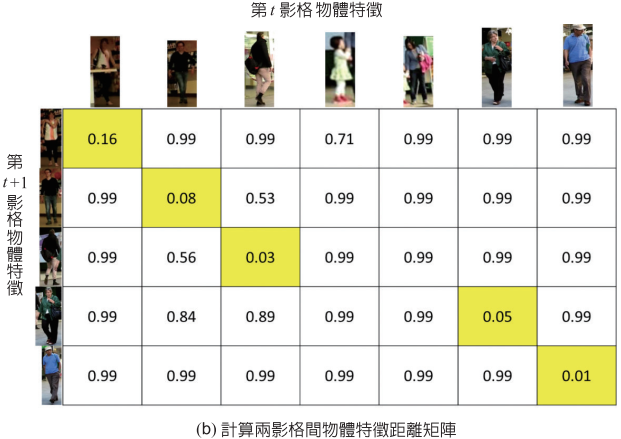 第 t 影格物體特徵
第
t+1
影
格
物
體
特
徵
0.16 0.99 0.99 0.71 0.99 0.99 0.99
0.99 0.08 0.53 0.99 0.99 0.99 0.99
0.99 0.56 0.03 0.99 0.99 0.99 0.99
0.99 0.84 0.89 0.99 0.99 0.05 0.99
0.99 0.99 0.99 0.99 0.99 0.99 0.01
(b) 計算兩影格間物體特徵距離矩陣